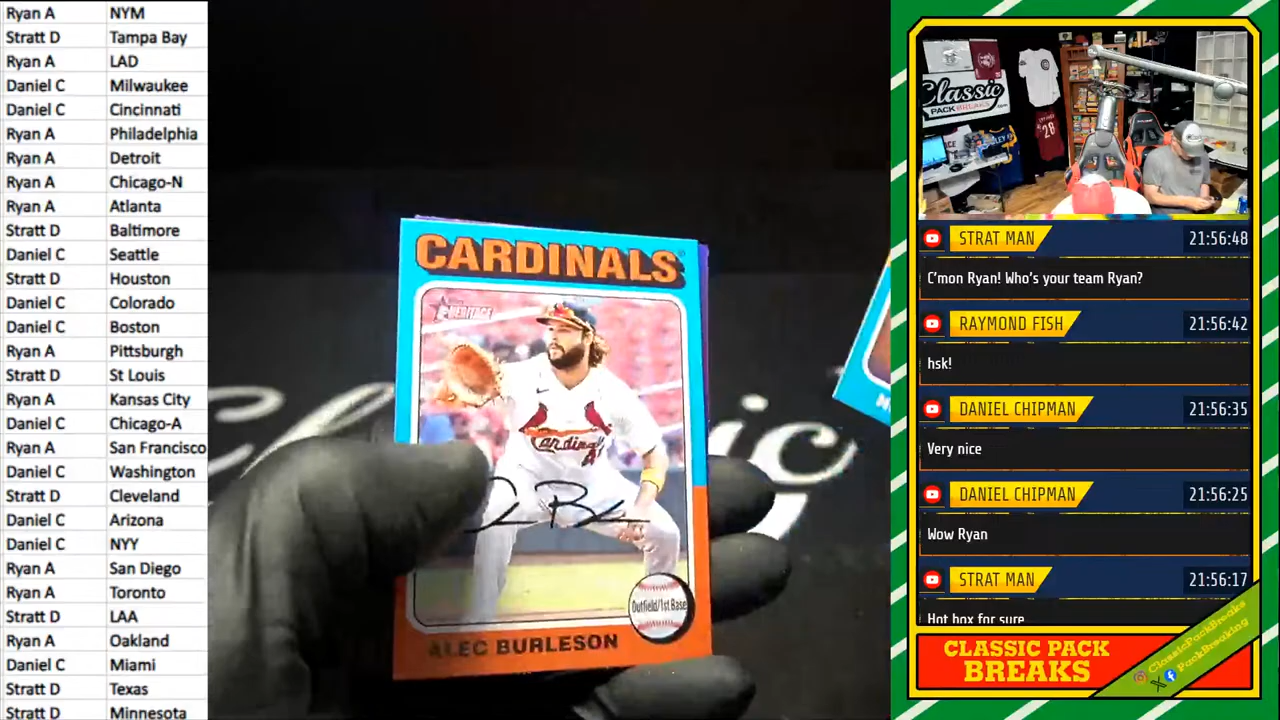 Ryan A NYM
Stratt D Tampa Bay
Ryan A LAD
Daniel C Milwaukee
Daniel C Cincinnati
Ryan A Philadelphia
Ryan A Detroit
Ryan A Chicago-N
Ryan A Atlanta
Stratt D Baltimore
Daniel C Seattle
Stratt D Houston
Daniel C Colorado
Daniel C Boston
Ryan A Pittsburgh
Stratt D St Louis
Ryan A Kansas City
Daniel C Chicago-A
Ryan A San Francisco
Daniel C Washington
Stratt D Cleveland
Daniel C Arizona
Daniel C NYY
Ryan A San Diego
Ryan A Toronto
Stratt D LAA
Ryan A Oakland
Daniel C Miami
Stratt D Texas
Stratt D Minnesota
CARDINALS
HERITAGE
Cardinals
Outfield/1st Base
ALEC BURLESON
Classic
PACK BREAKS.com
26
STRAT MAN 21:56:48
C'mon Ryan! Who's your team Ryan?
RAYMOND FISH 21:56:42
hsk!
DANIEL CHIPMAN 21:56:35
Very nice
DANIEL CHIPMAN 21:56:25
Wow Ryan
STRAT MAN 21:56:17
Hot box for sure
CLASSIC PACK
BREAKS
ClassicPackBreaks
PackBreaking